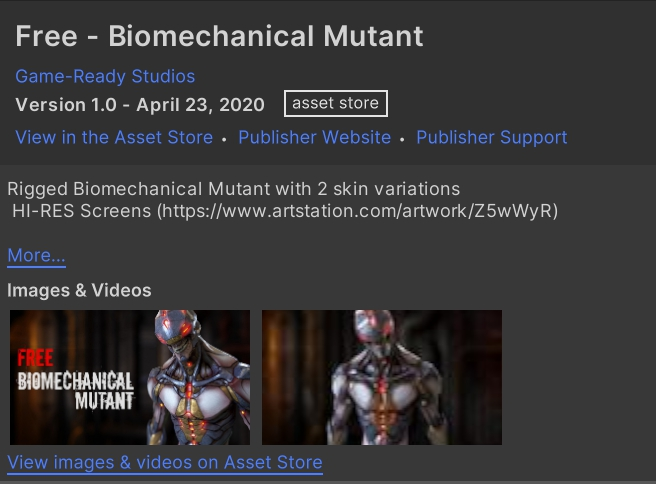 Free - Biomechanical Mutant
Game-Ready Studios
Version 1.0 - April 23, 2020 asset store
View in the Asset Store • Publisher Website • Publisher Support
Rigged Biomechanical Mutant with 2 skin variations
HI-RES Screens (https://www.artstation.com/artwork/Z5wWyR)
More...
Images & Videos
FREE
BIOMECHANICAL
MUTANT
View images & videos on Asset Store